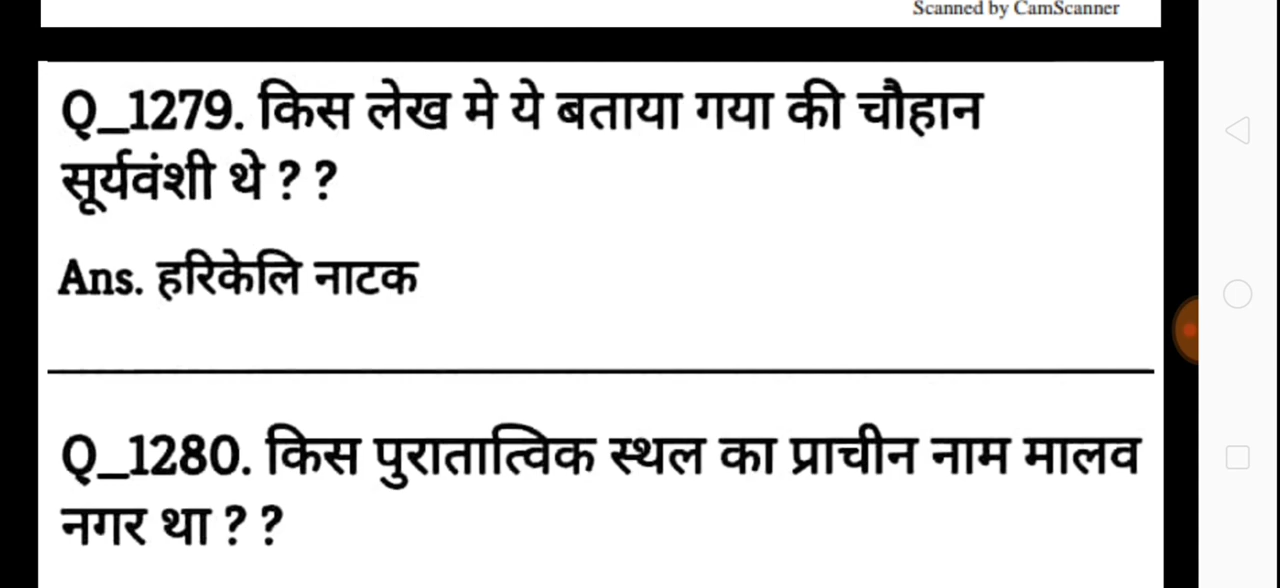 Scanned by CamScanner
Q_1279. किस लेख मे ये बताया गया की चौहान
सूर्यवंशी थे ? ?
Ans. हरिकेलि नाटक
Q_1280. किस पुरातात्विक स्थल का प्राचीन नाम मालव
नगर था ? ?